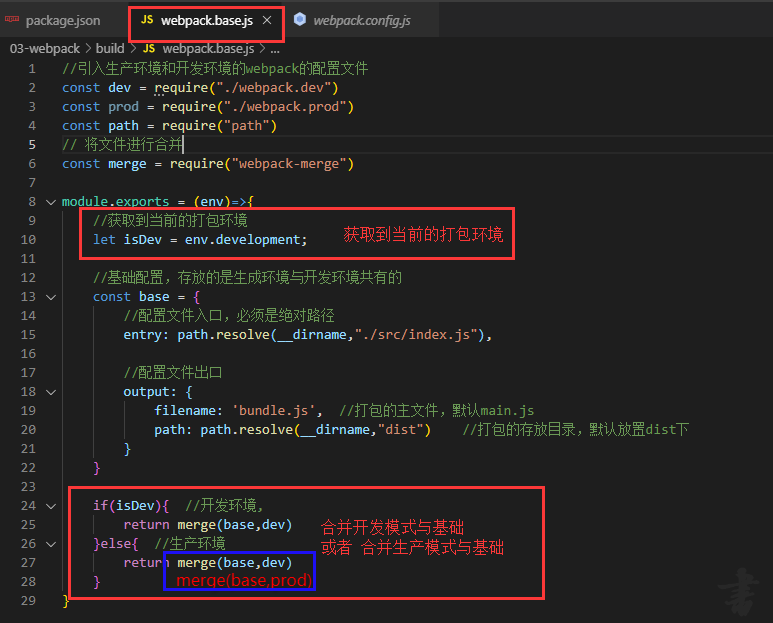 package.json JS webpack.base.js × webpack.config.js
03-webpack > build > JS webpack.base.js > ...
1 //引入生产环境和开发环境的webpack的配置文件
2 const dev = require("./webpack.dev")
3 const prod = require("./webpack.prod")
4 const path = require("path")
5 // 将文件进行合并
6 const merge = require("webpack-merge")
7
8 module.exports = (env)=>{
9 //获取到当前的打包环境
10 let isDev = env.development; 获取到当前的打包环境
11
12 //基础配置，存放的是生成环境与开发环境共有的
13 const base = {
14 //配置文件入口，必须是绝对路径
15 entry: path.resolve(__dirname,"./src/index.js"),
16
17 //配置文件出口
18 output: {
19 filename: 'bundle.js', //打包的主文件，默认main.js
20 path: path.resolve(__dirname,"dist") //打包的存放目录，默认放置dist下
21 }
22 }
23
24 if(isDev){ //开发环境,
25 return merge(base,dev) 合并开发模式与基础
26 }else{ //生产环境 或者 合并生产模式与基础
27 return merge(base,dev)
28 } merge(base,prod)
29 }
書